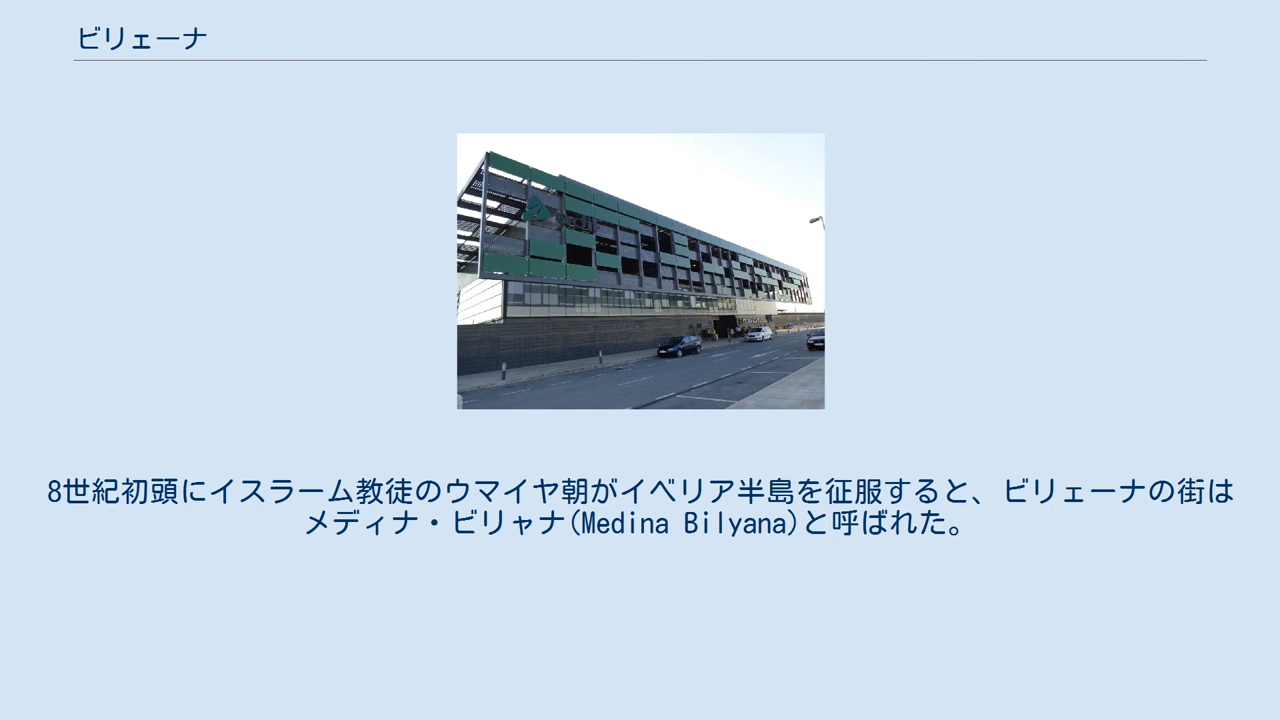 ビリェーナ
8世紀初頭にイスラーム教徒のウマイヤ朝がイベリア半島を征服すると、ビリェーナの街は
メディナ・ビリャナ(Medina Bilyana)と呼ばれた。